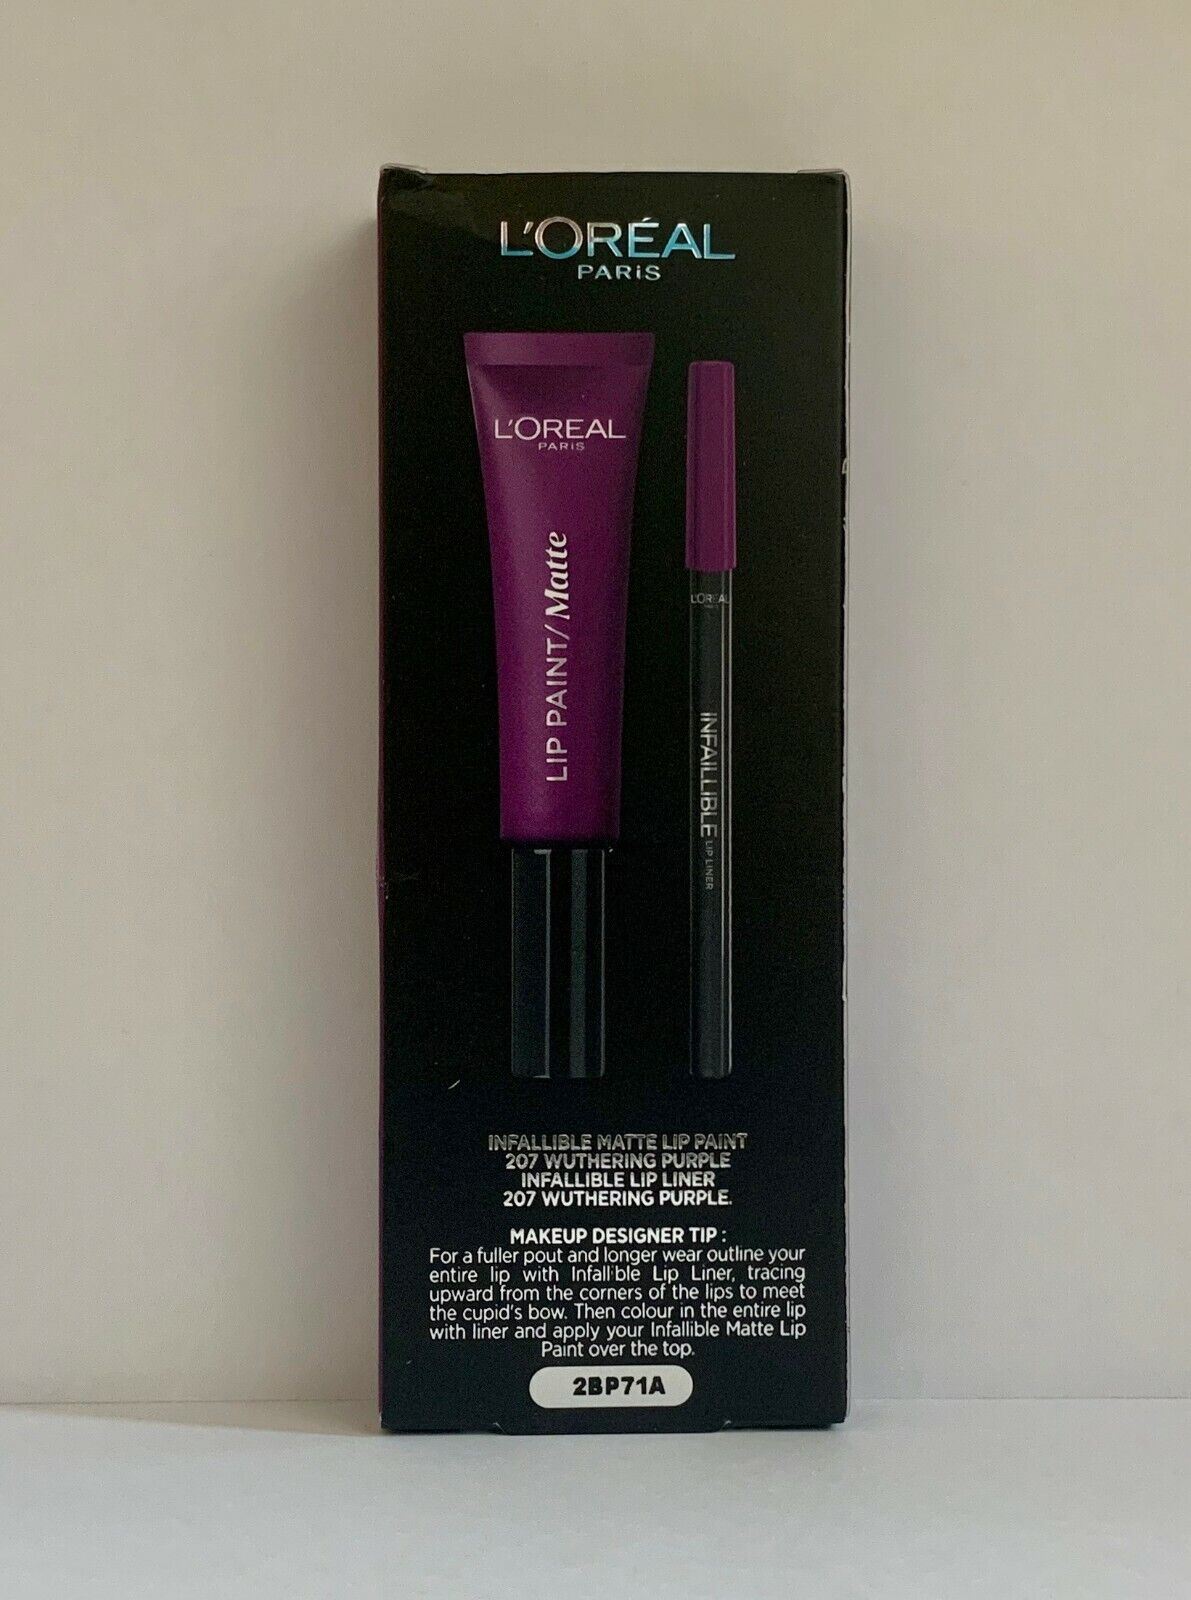 L'ORÉAL
PARIS
L'OREAL
PARIS
LIP PAINT/Matte
L'OREAL
PARIS
INFAILLIBLE LIP LINER
INFALLIBLE MATTE LIP PAINT
207 WUTHERING PURPLE
INFALLIBLE LIP LINER
207 WUTHERING PURPLE.
MAKEUP DESIGNER TIP :
For a fuller pout and longer wear outline your
entire lip with Infallible Lip Liner, tracing
upward from the corners of the lips to meet
the cupid's bow. Then colour in the entire lip
with liner and apply your Infallible Matte Lip
Paint over the top.
2BP71A